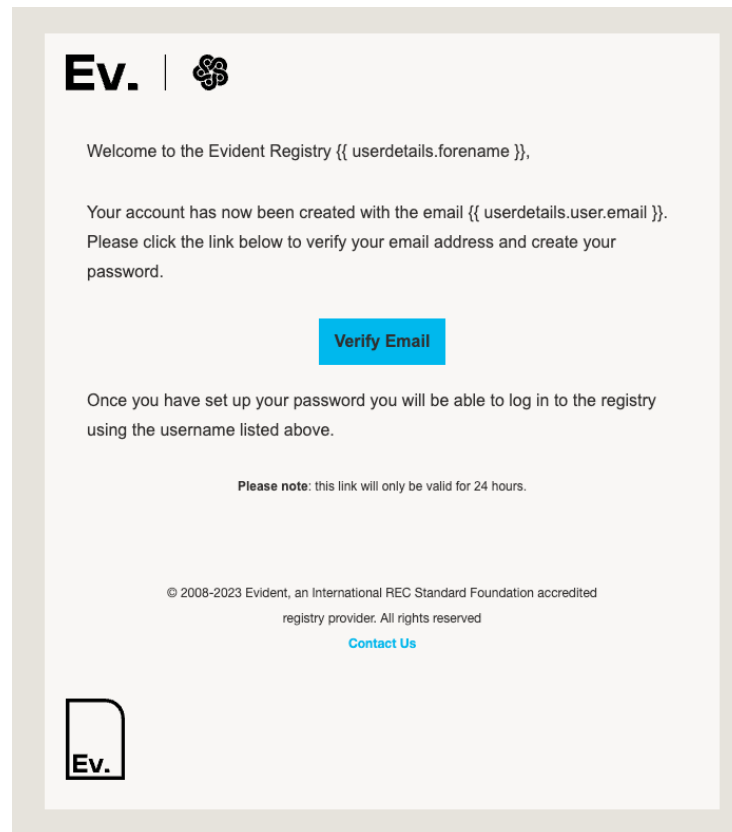 Ev.
Welcome to the Evident Registry {{ userdetails.forename }},
Your account has now been created with the email {{ userdetails.user.email }}.
Please click the link below to verify your email address and create your
password.
Verify Email
Once you have set up your password you will be able to log in to the registry
using the username listed above.
Please note: this link will only be valid for 24 hours.
© 2008-2023 Evident, an International REC Standard Foundation accredited
registry provider. All rights reserved
Contact Us
Ev.